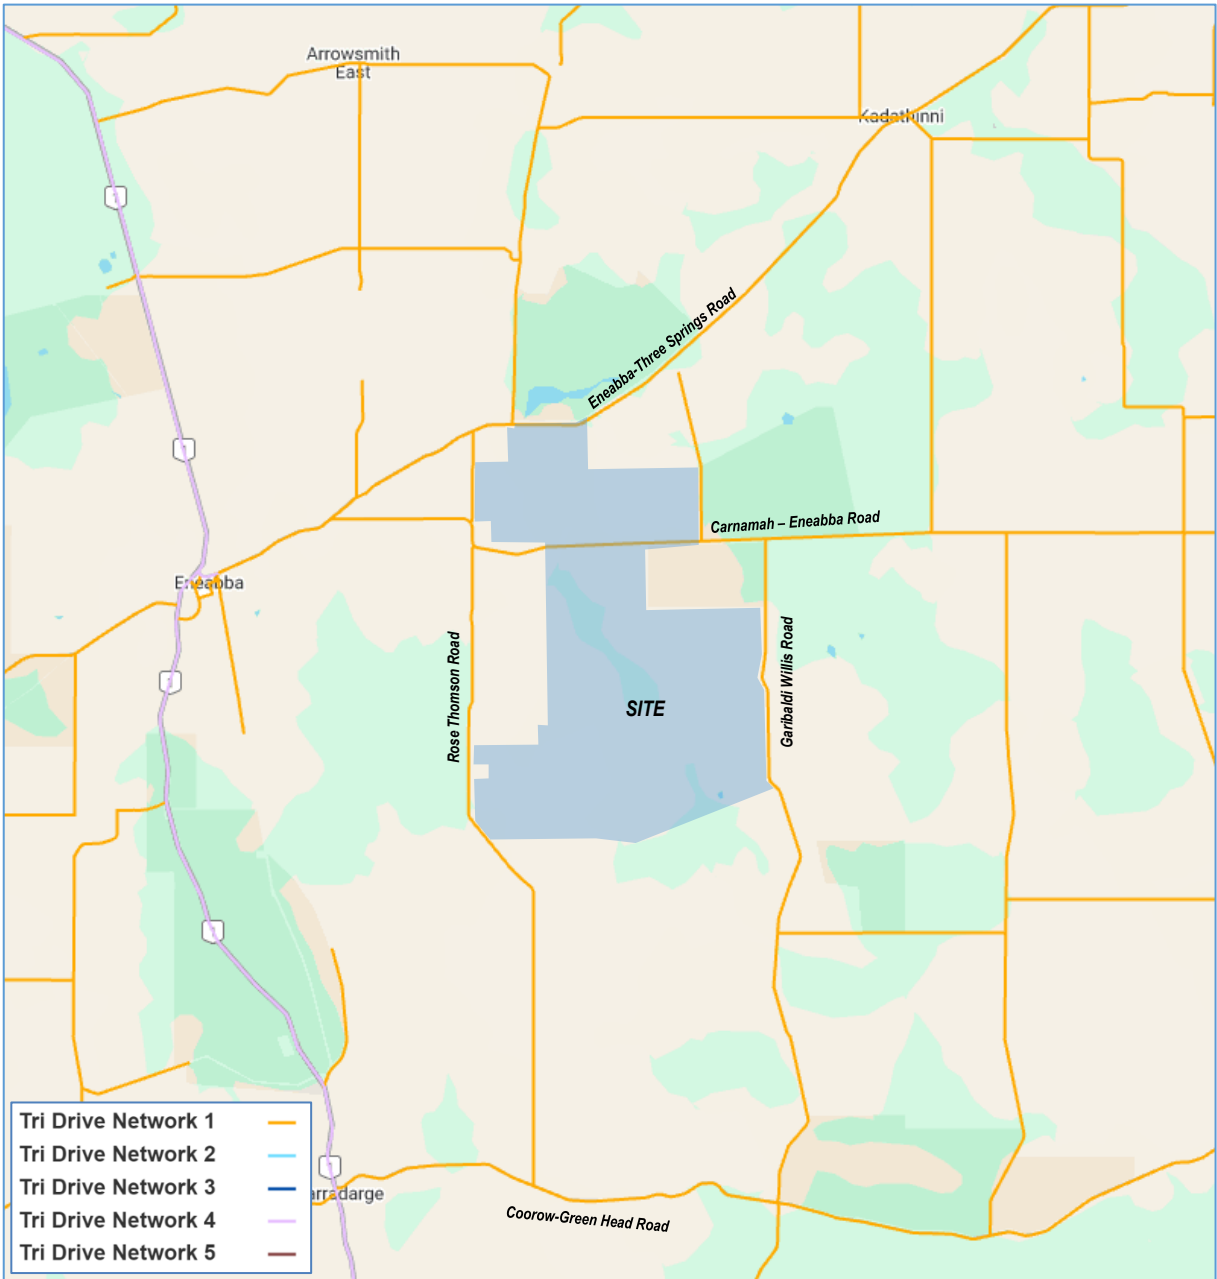 Arrowsmith
East
Kadathinni
Eneabba-Three Springs Road
Carnamah – Eneabba Road
Eneabba
Rose Thomson Road
SITE
Garibaldi Willis Road
Tri Drive Network 1
Tri Drive Network 2
Tri Drive Network 3
Tri Drive Network 4
Tri Drive Network 5
arradarge
Coorow-Green Head Road